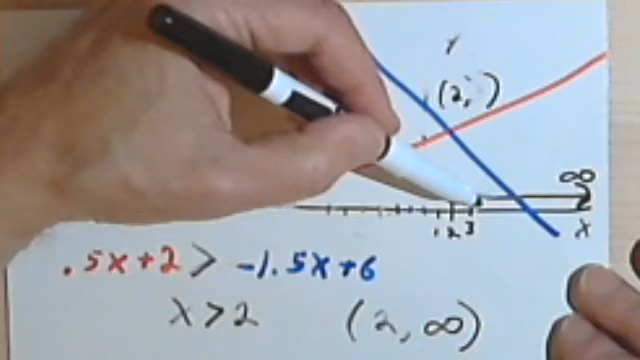 Y
(2, )
∞
1 2 3
x
.5x+2 > -1.5x+6
x>2 (2, ∞)